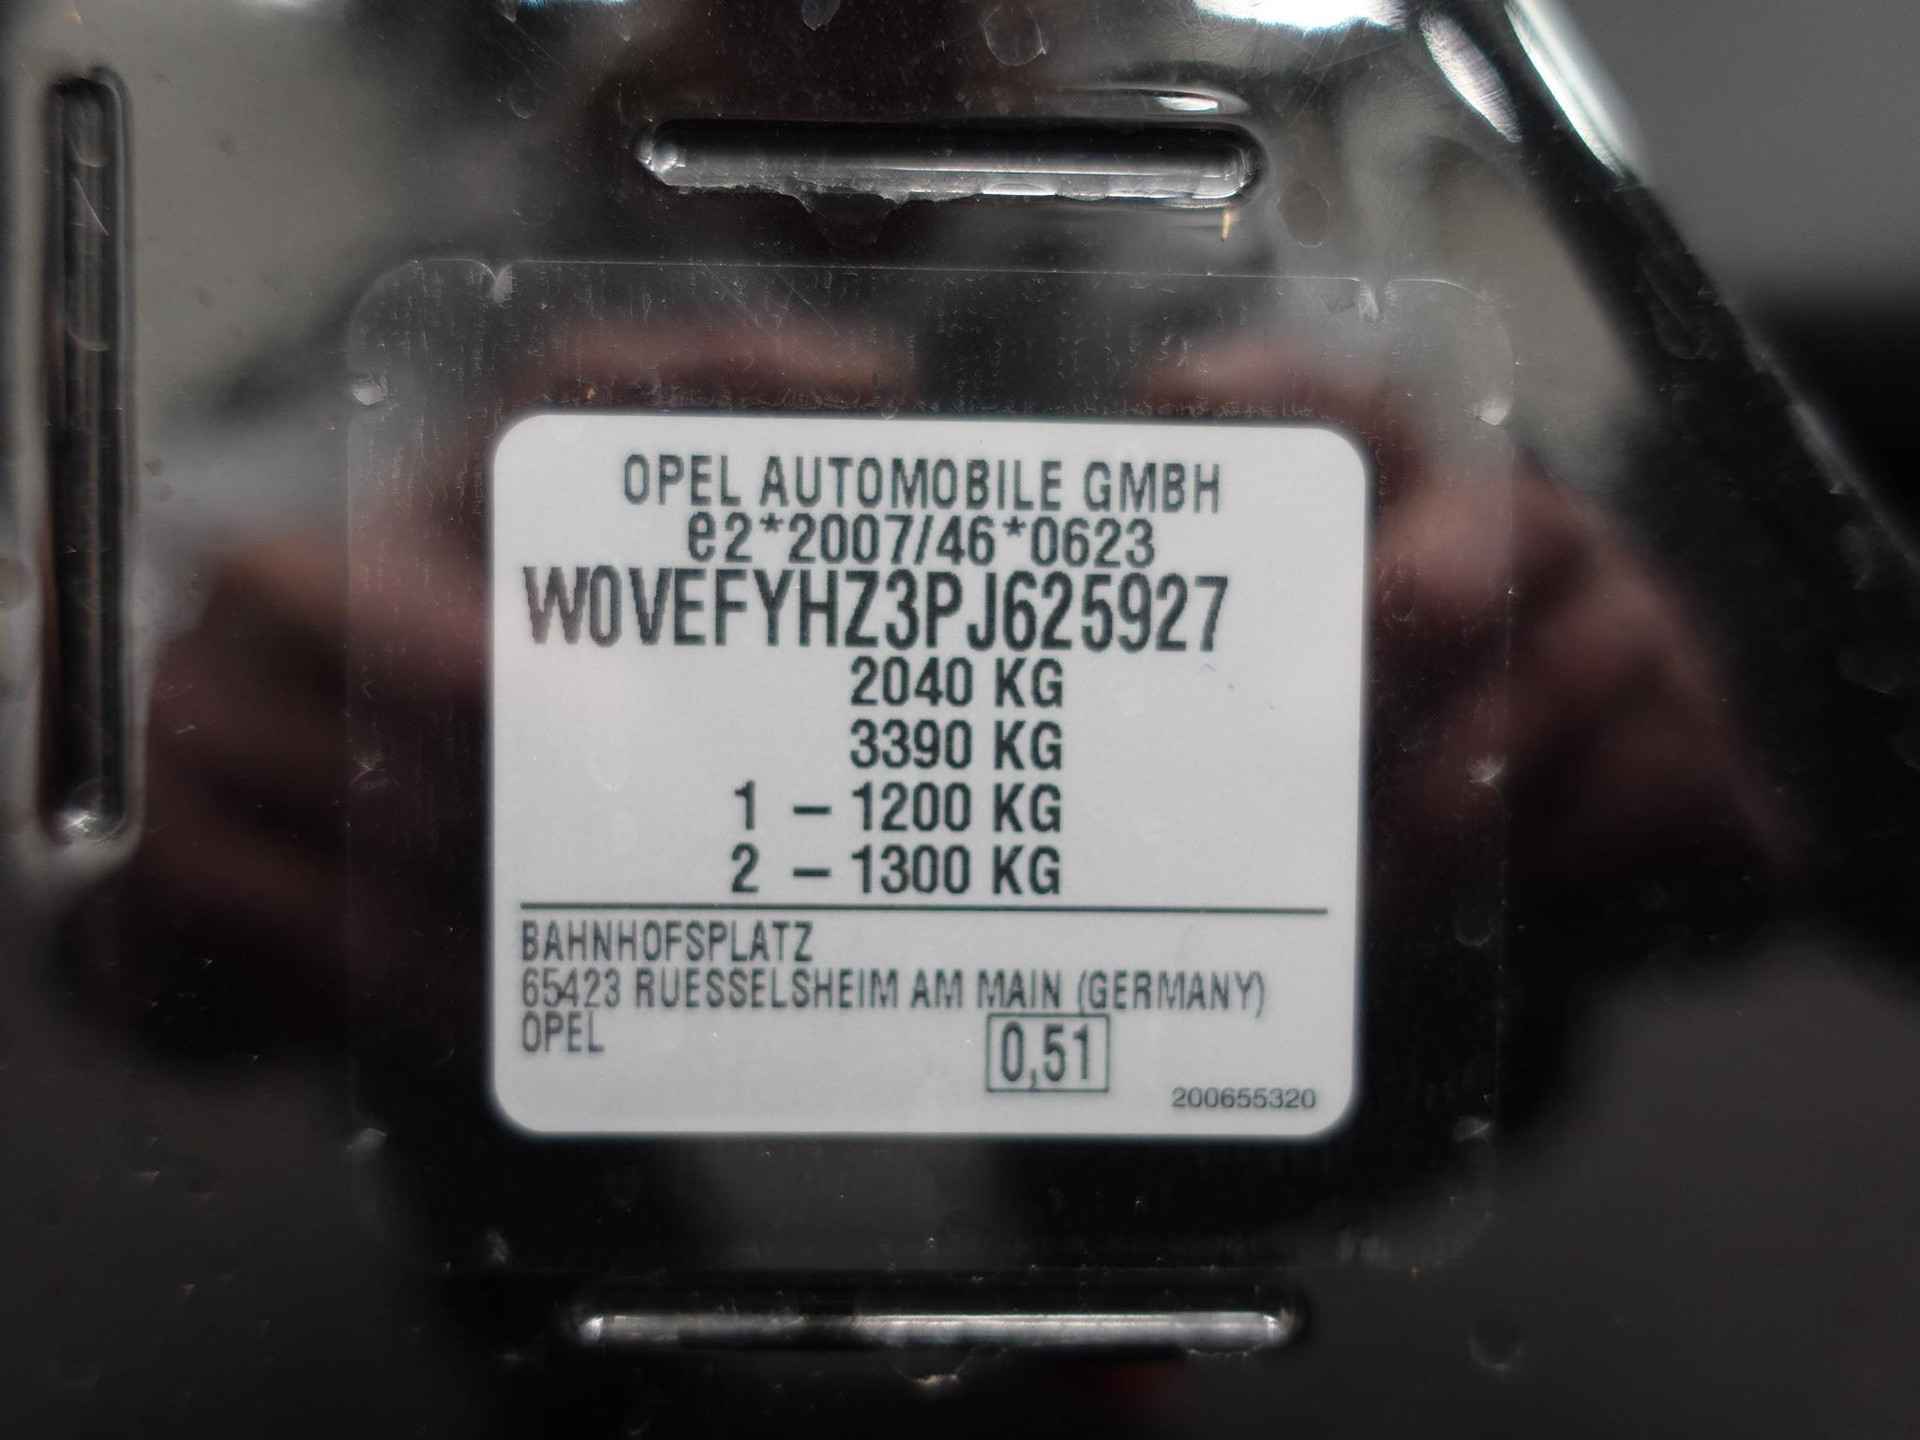 OPEL AUTOMOBILE GMBH
e2*2007/46*0623
W0VEFYHZ3PJ625927
2040 KG
3390 KG
1 – 1200 KG
2 – 1300 KG
BAHNHOFSPLATZ
65423 RUESSELSHEIM AM MAIN (GERMANY)
OPEL
0,51
200655320